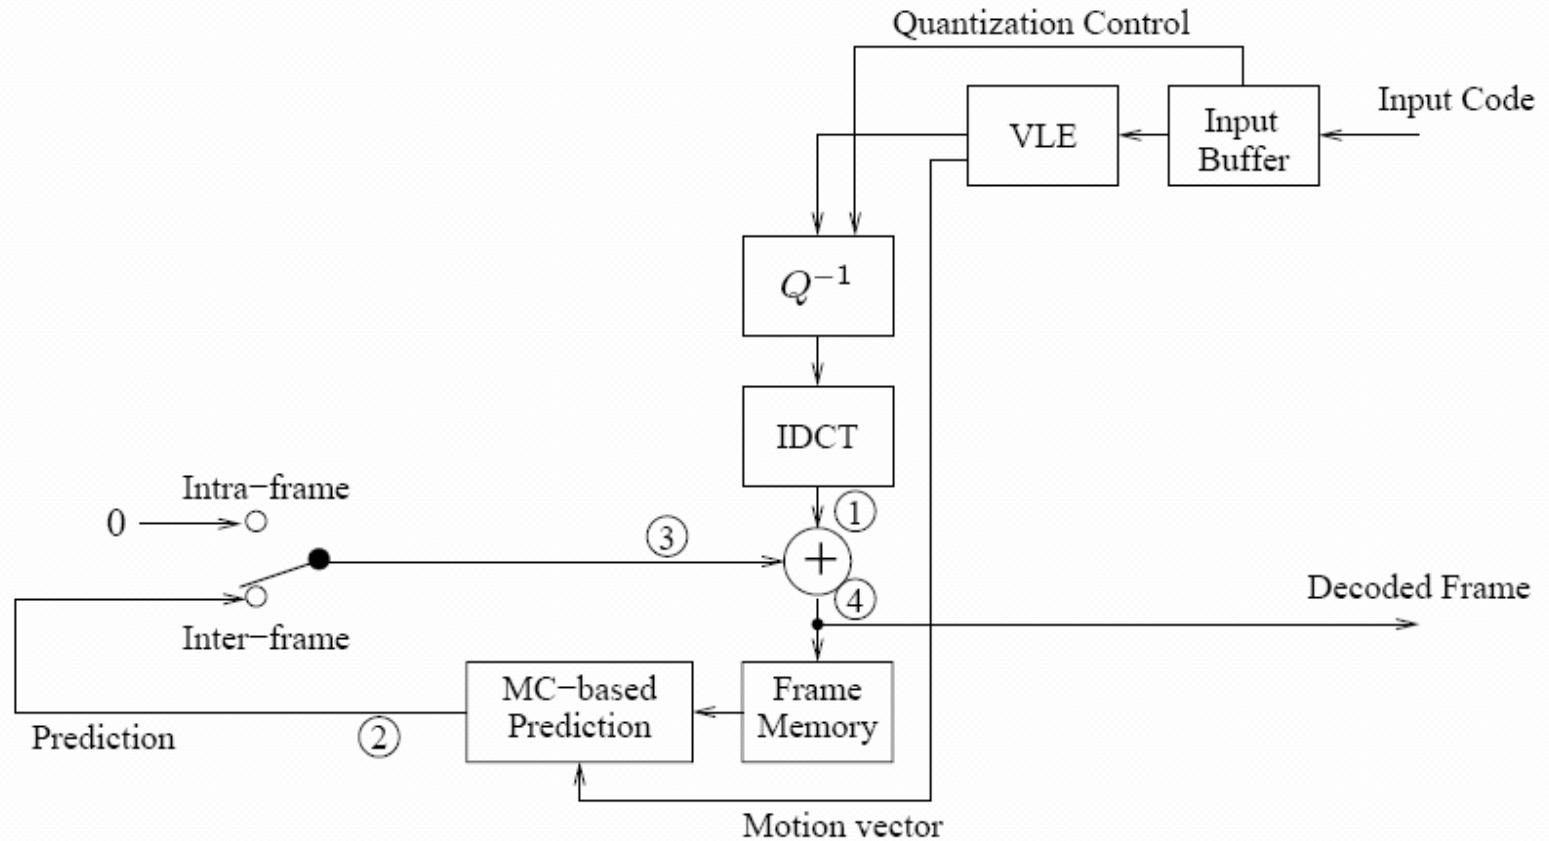 Quantization Control
Input Code
VLE
Input
Buffer
Q−1
IDCT
1
Intra−frame
0
3
+
4
Decoded Frame
Inter−frame
MC−based
Prediction
Frame
Memory
Prediction
2
Motion vector